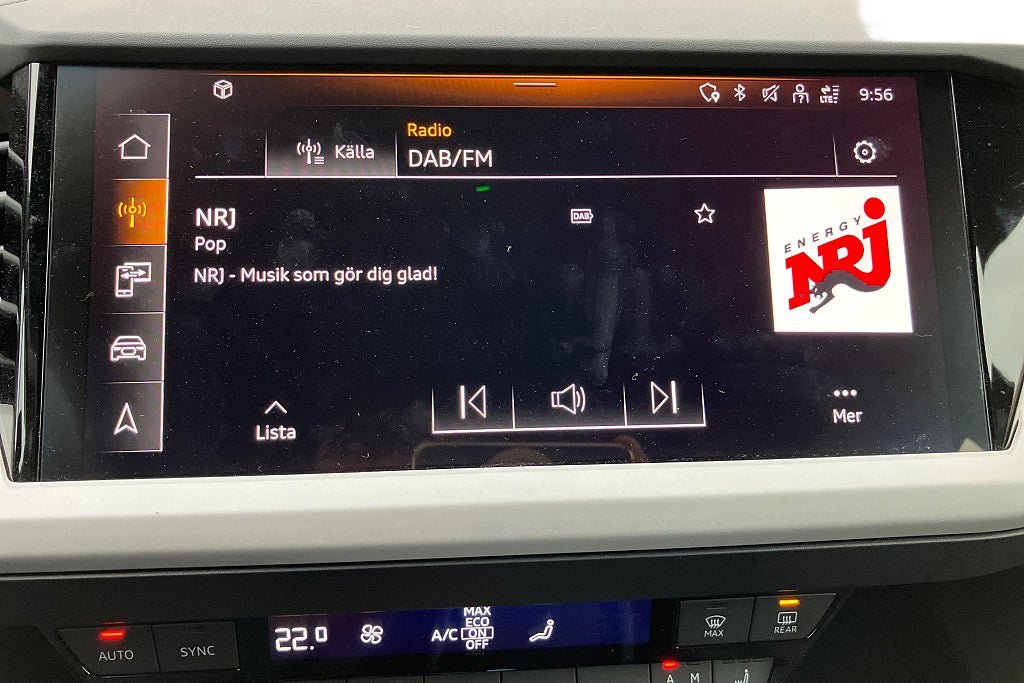 LTE
9:56
Källa
Radio
DAB/FM
NRJ
DAB
Pop
NRJ - Musik som gör dig glad!
ENERGY
NRJ
Lista
Mer
AUTO
SYNC
22.0
A/C
MAX
ECO
ON
OFF
MAX
REAR
A M